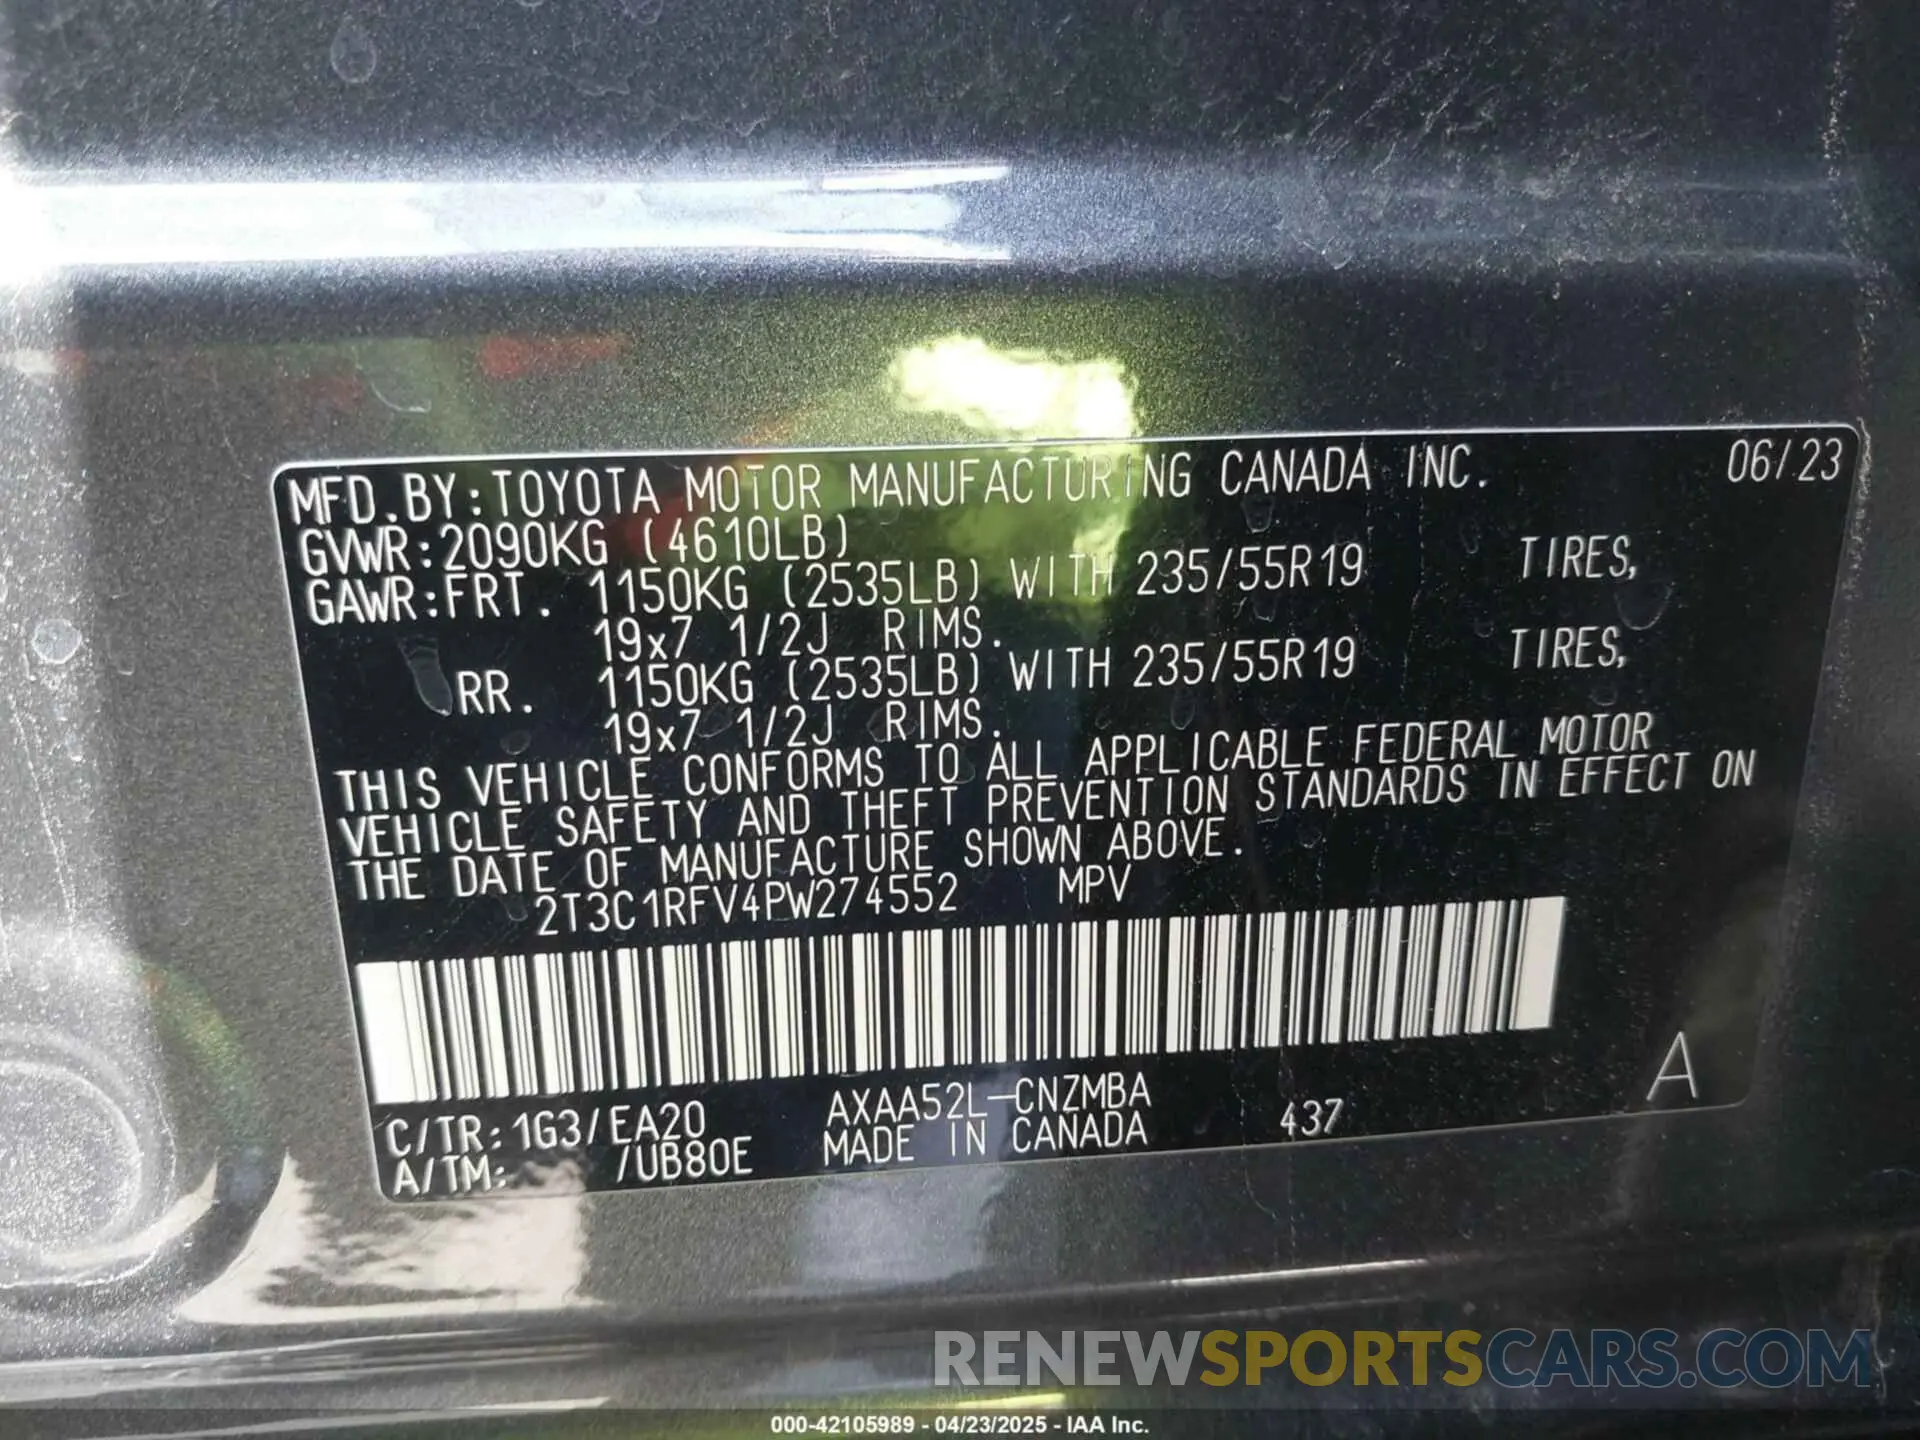 MFD.BY:TOYOTA MOTOR MANUFACTURING CANADA INC. 06/23
GVWR:2090KG (4610LB)
GAWR:FRT. 1150KG (2535LB) WITH 235/55R19 TIRES,
19x7 1/2J RIMS.
RR. 1150KG (2535LB) WITH 235/55R19 TIRES,
19x7 1/2J RIMS.
THIS VEHICLE CONFORMS TO ALL APPLICABLE FEDERAL MOTOR
VEHICLE SAFETY AND THEFT PREVENTION STANDARDS IN EFFECT ON
THE DATE OF MANUFACTURE SHOWN ABOVE.
2T3C1RFV4PW274552 MPV
C/TR:1G3/EA20 AXAA52L-CNZMBA 437 A
A/TM: /UB80E MADE IN CANADA
RENEWSPORTSCARS.COM
000-42105989 - 04/23/2025 - IAA Inc.